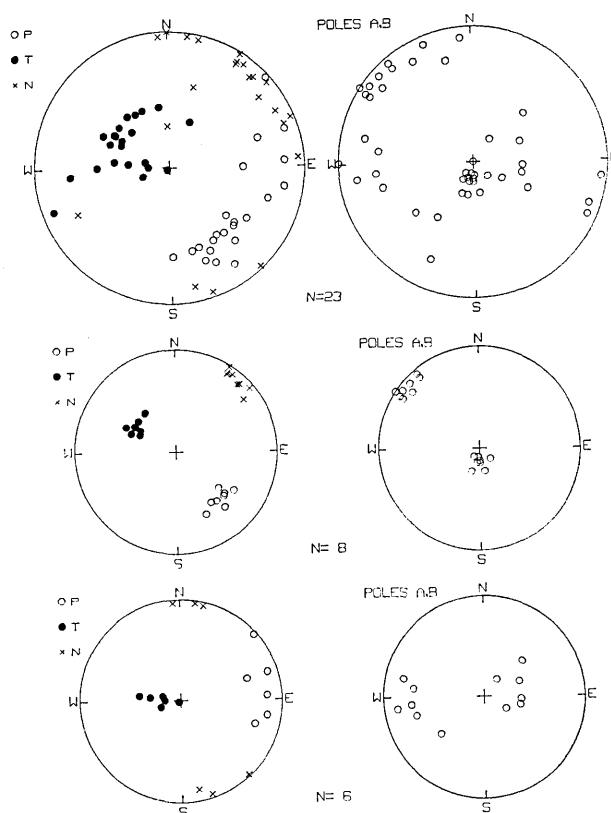 N
POLES A,B
N
○ P
● T
× N
W
E
W
S
N=23
S
N
POLES A,B
N
○ P
● T
× N
W
E
W
E
S
N= 8
S
N
POLES A,B
N
○ P
● T
× N
W
E
W
E
S
N= 6
S